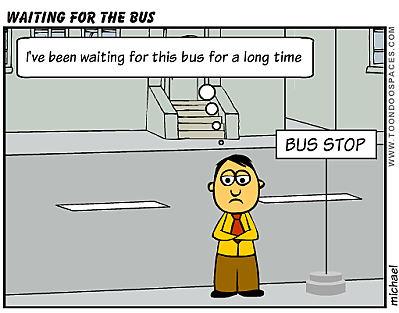 WAITING FOR THE BUS
I've been waiting for this bus for a long time
BUS STOP
WWW.TOONDOOSPACES.COM
michael